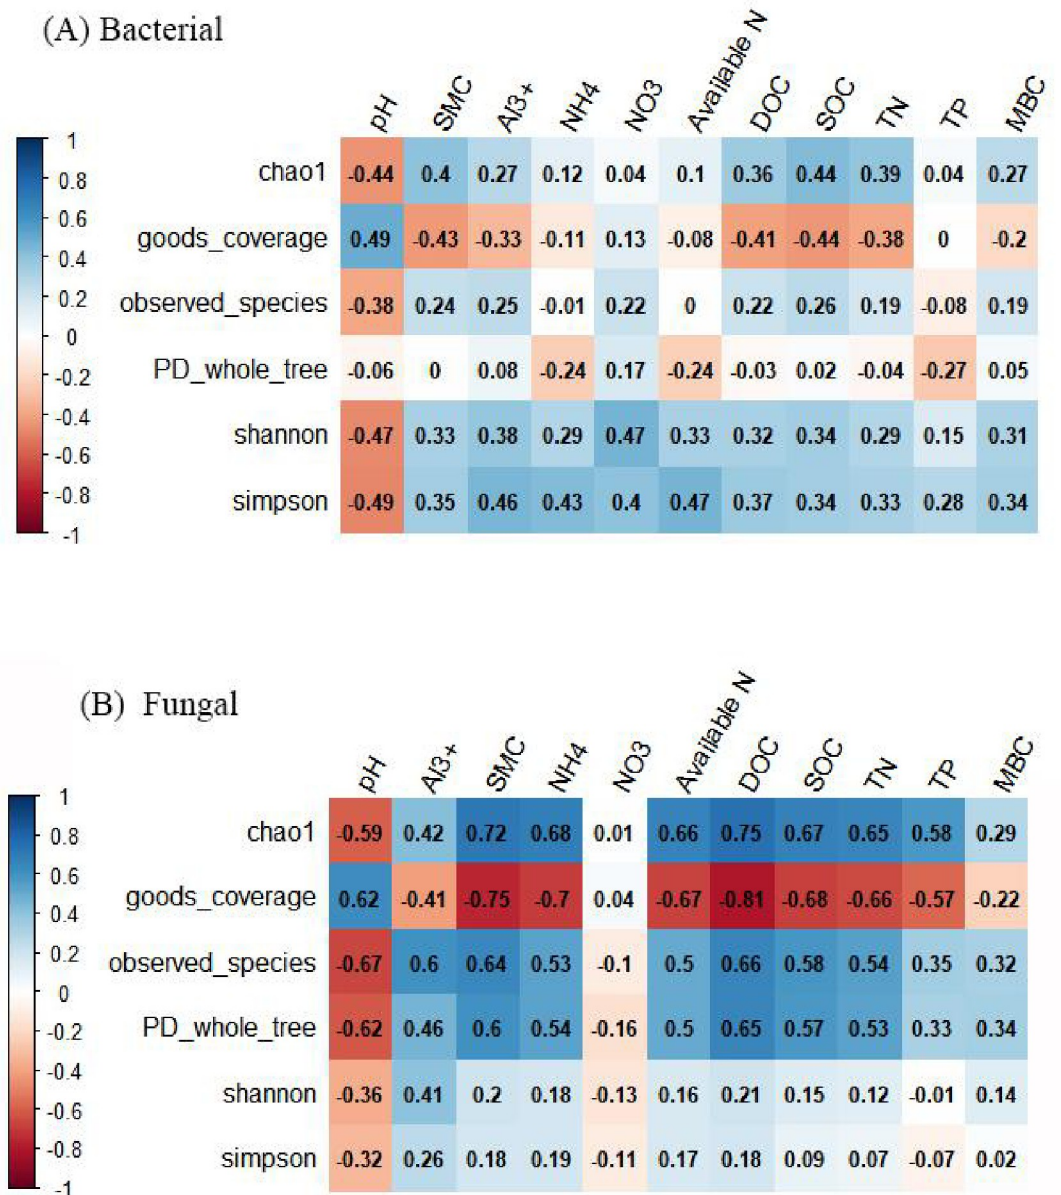 (A) Bacterial
pH SMC Al3+ NH4 NO3 Available N DOC SOC TN TP MBC
1
0.8
0.6
0.4
0.2
0
-0.2
-0.4
-0.6
-0.8
-1
chao1 -0.44 0.4 0.27 0.12 0.04 0.1 0.36 0.44 0.39 0.04 0.27
goods_coverage 0.49 -0.43 -0.33 -0.11 0.13 -0.08 -0.41 -0.44 -0.38 0 -0.2
observed_species -0.38 0.24 0.25 -0.01 0.22 0 0.22 0.26 0.19 -0.08 0.19
PD_whole_tree -0.06 0 0.08 -0.24 0.17 -0.24 -0.03 0.02 -0.04 -0.27 0.05
shannon -0.47 0.33 0.38 0.29 0.47 0.33 0.32 0.34 0.29 0.15 0.31
simpson -0.49 0.35 0.46 0.43 0.4 0.47 0.37 0.34 0.33 0.28 0.34
(B) Fungal
pH Al3+ SMC NH4 NO3 Available N DOC SOC TN TP MBC
1
0.8
0.6
0.4
0.2
0
-0.2
-0.4
-0.6
-0.8
-1
chao1 -0.59 0.42 0.72 0.68 0.01 0.66 0.75 0.67 0.65 0.58 0.29
goods_coverage 0.62 -0.41 -0.75 -0.7 0.04 -0.67 -0.81 -0.68 -0.66 -0.57 -0.22
observed_species -0.67 0.6 0.64 0.53 -0.1 0.5 0.66 0.58 0.54 0.35 0.32
PD_whole_tree -0.62 0.46 0.6 0.54 -0.16 0.5 0.65 0.57 0.53 0.33 0.34
shannon -0.36 0.41 0.2 0.18 -0.13 0.16 0.21 0.15 0.12 -0.01 0.14
simpson -0.32 0.26 0.18 0.19 -0.11 0.17 0.18 0.09 0.07 -0.07 0.02